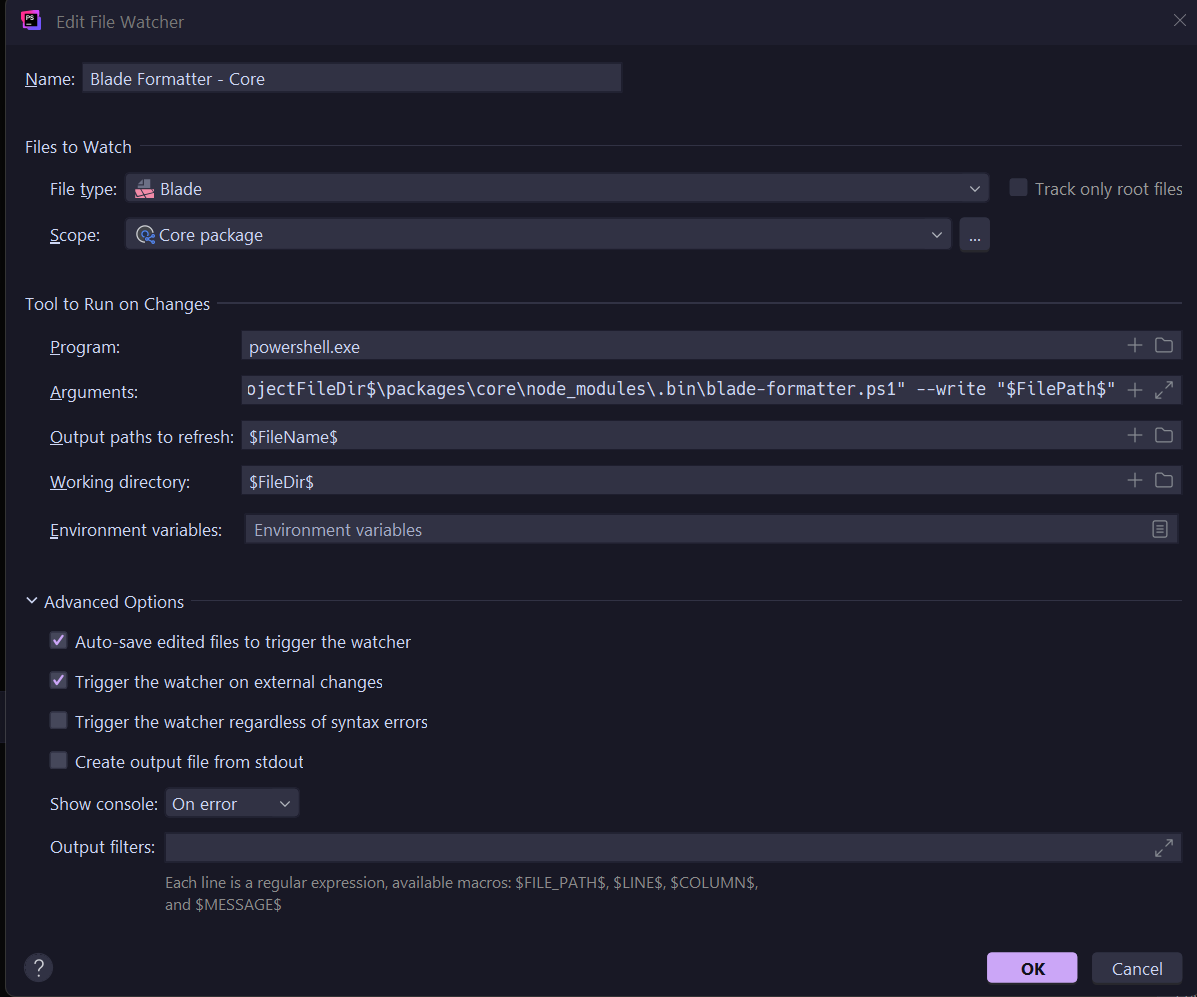 PS
Edit File Watcher
Name: Blade Formatter - Core
Files to Watch
File type: Blade Track only root files
Scope: Core package ...
Tool to Run on Changes
Program: powershell.exe
Arguments: ojectFileDir$\packages\core\node_modules\.bin\blade-formatter.ps1" --write "$FilePath$"
Output paths to refresh: $FileName$
Working directory: $FileDir$
Environment variables: Environment variables
Advanced Options
Auto-save edited files to trigger the watcher
Trigger the watcher on external changes
Trigger the watcher regardless of syntax errors
Create output file from stdout
Show console: On error
Output filters:
Each line is a regular expression, available macros: $FILE_PATH$, $LINE$, $COLUMN$,
and $MESSAGE$
? OK Cancel